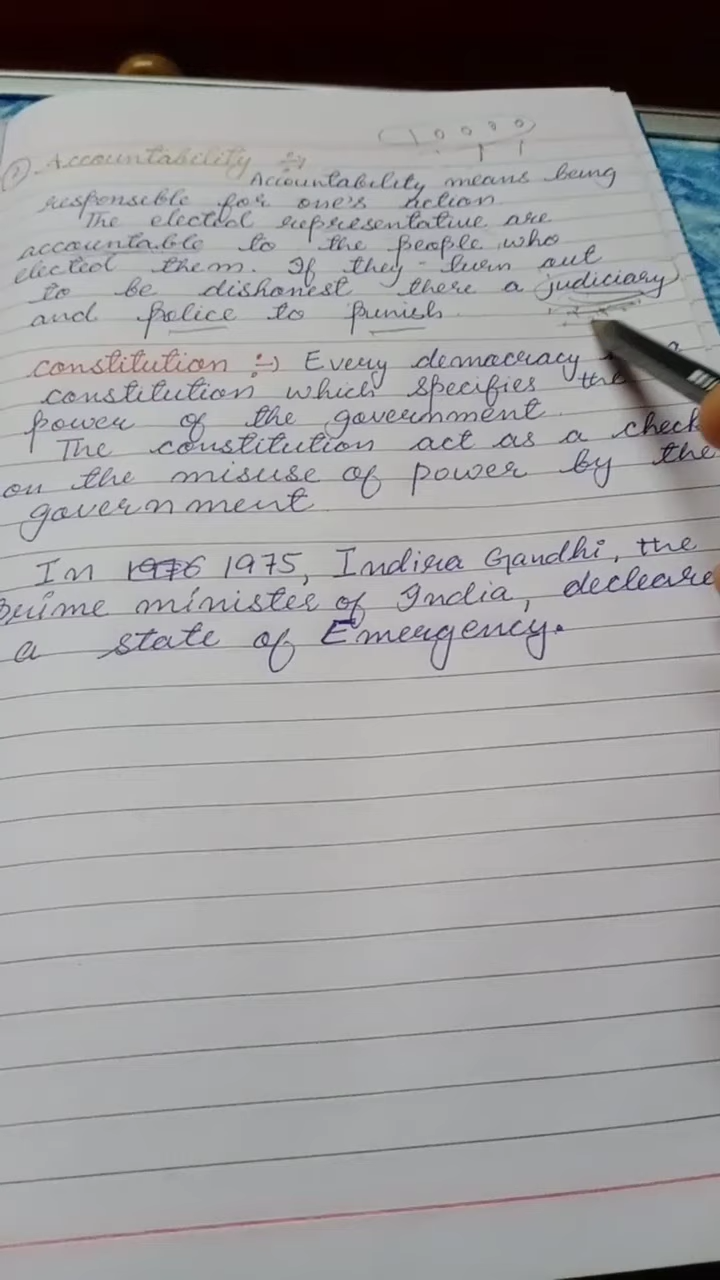 Accountability :-
Accountability means being
responsible for one's action
The elected representative are
accountable to the people who
elected them. If they turn out
to be dishonest there a judiciary
and Police to punish.
Constitution :-) Every democracy a
constitution which specifies the
power of the government.
The constitution act as a check
on the misuse of power by the
government
In 1976 1975, Indira Gandhi, the
prime minister of India, decleare
a state of Emergency.